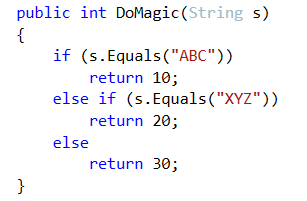 public int DoMagic(String s)
{
    if (s.Equals("ABC"))
        return 10;
    else if (s.Equals("XYZ"))
        return 20;
    else
        return 30;
}